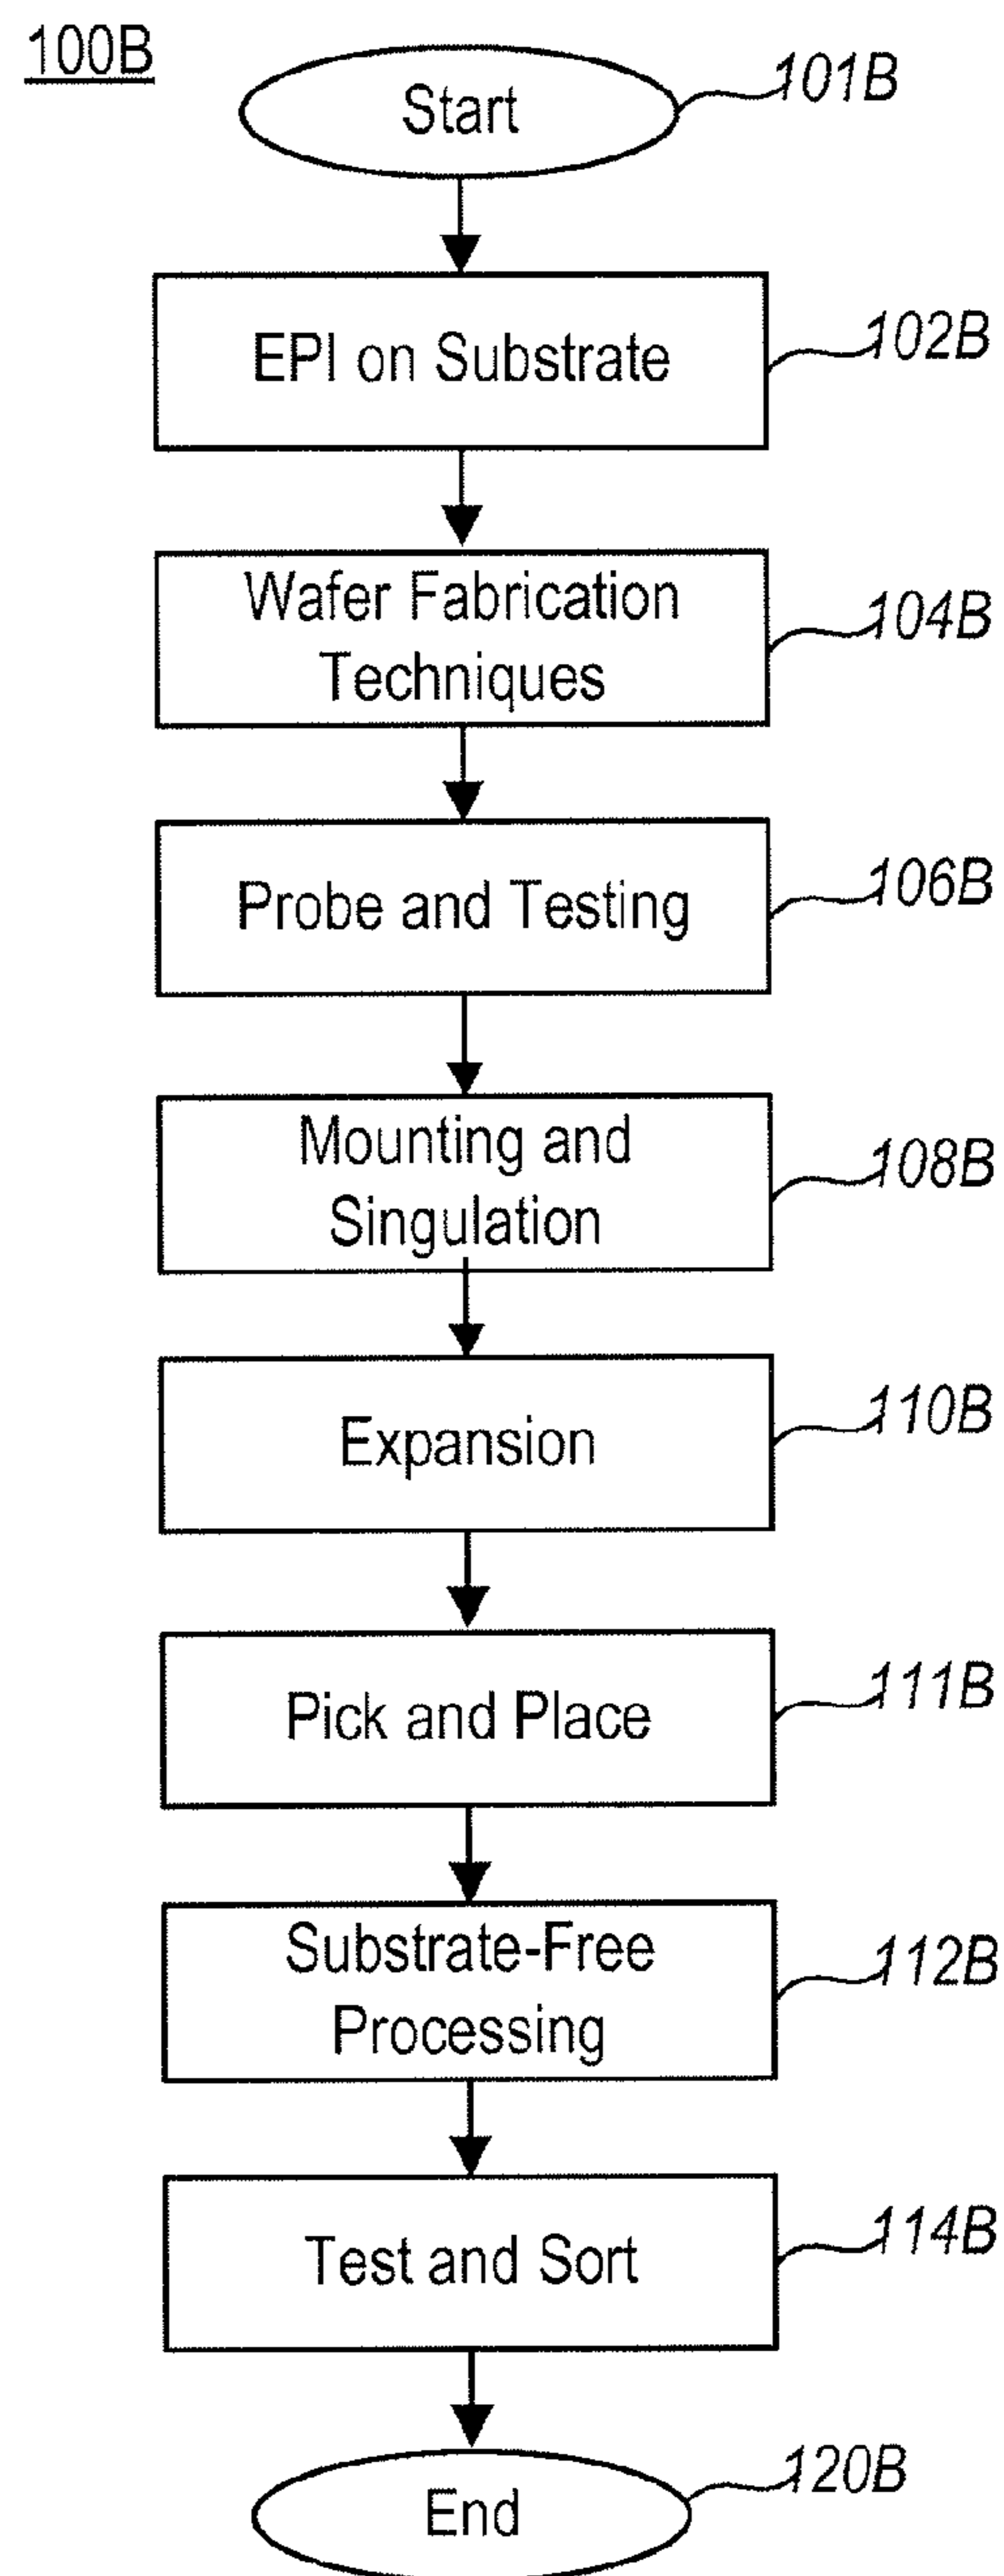 100B
Start
101B
EPI on Substrate
102B
Wafer Fabrication
Techniques
104B
Probe and Testing
106B
Mounting and
Singulation
108B
Expansion
110B
Pick and Place
111B
Substrate-Free
Processing
112B
Test and Sort
114B
End
120B